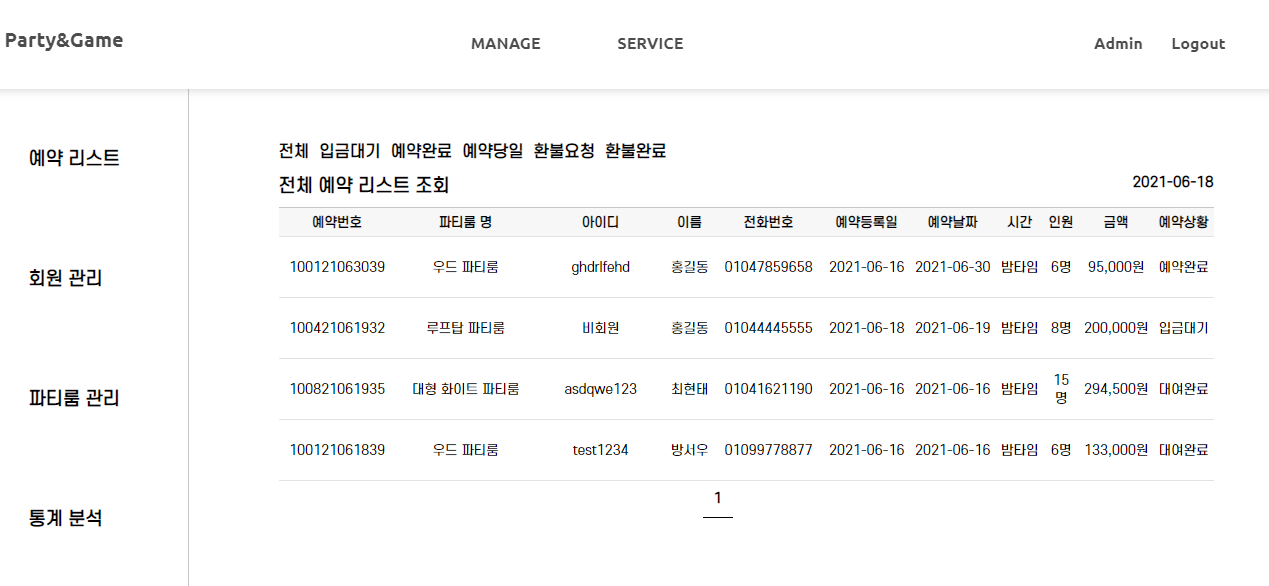 Party&Game MANAGE SERVICE Admin Logout
예약 리스트
회원 관리
파티룸 관리
통계 분석
전체 입금대기 예약완료 예약당일 환불요청 환불완료
전체 예약 리스트 조회 2021-06-18
예약번호 파티룸 명 아이디 이름 전화번호 예약등록일 예약날짜 시간 인원 금액 예약상황
100121063039 우드 파티룸 ghdrlfehd 홍길동 01047859658 2021-06-16 2021-06-30 밤타임 6명 95,000원 예약완료
100421061932 루프탑 파티룸 비회원 홍길동 01044445555 2021-06-18 2021-06-19 밤타임 8명 200,000원 입금대기
100821061935 대형 화이트 파티룸 asdqwe123 최현태 01041621190 2021-06-16 2021-06-16 밤타임 15명 294,500원 대여완료
100121061839 우드 파티룸 test1234 방서우 01099778877 2021-06-16 2021-06-16 밤타임 6명 133,000원 대여완료
1